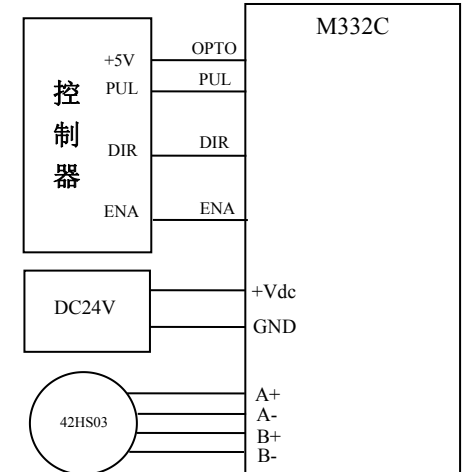 M332C
控制器
+5V
OPTO
PUL
PUL
DIR
DIR
ENA
ENA
DC24V
+Vdc
GND
42HS03
A+
A-
B+
B-